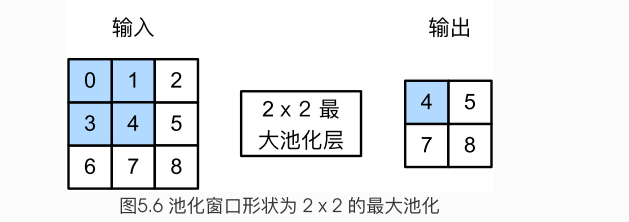 输入
输出
0 1 2
3 4 5
6 7 8
2 x 2 最
大池化层
4 5
7 8
图5.6 池化窗口形状为 2 x 2 的最大池化